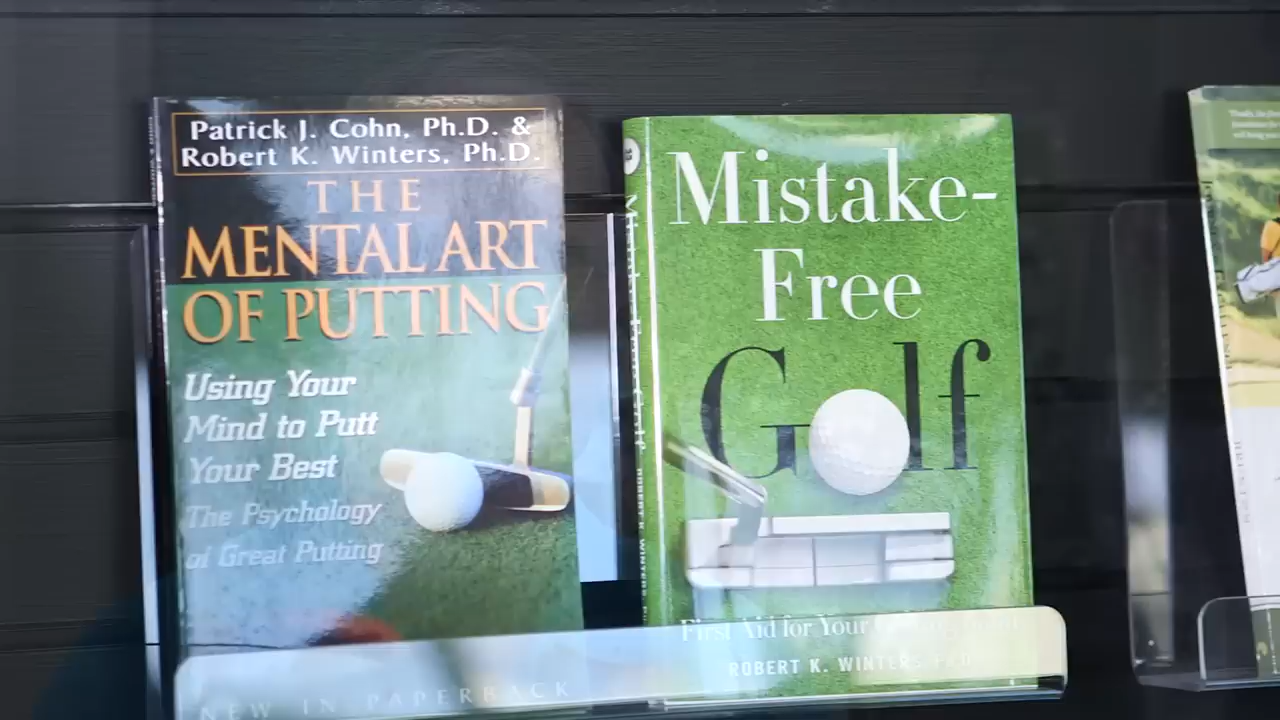 Patrick J. Cohn, Ph.D. &
Robert K. Winters, Ph.D.
THE
MENTAL ART
OF PUTTING
Using Your
Mind to Putt
Your Best
The Psychology
of Great Putting
NEW IN PAPERBACK
Mistake-
Free
Golf
First Aid for Your
ROBERT K. WINTERS, PH.D.